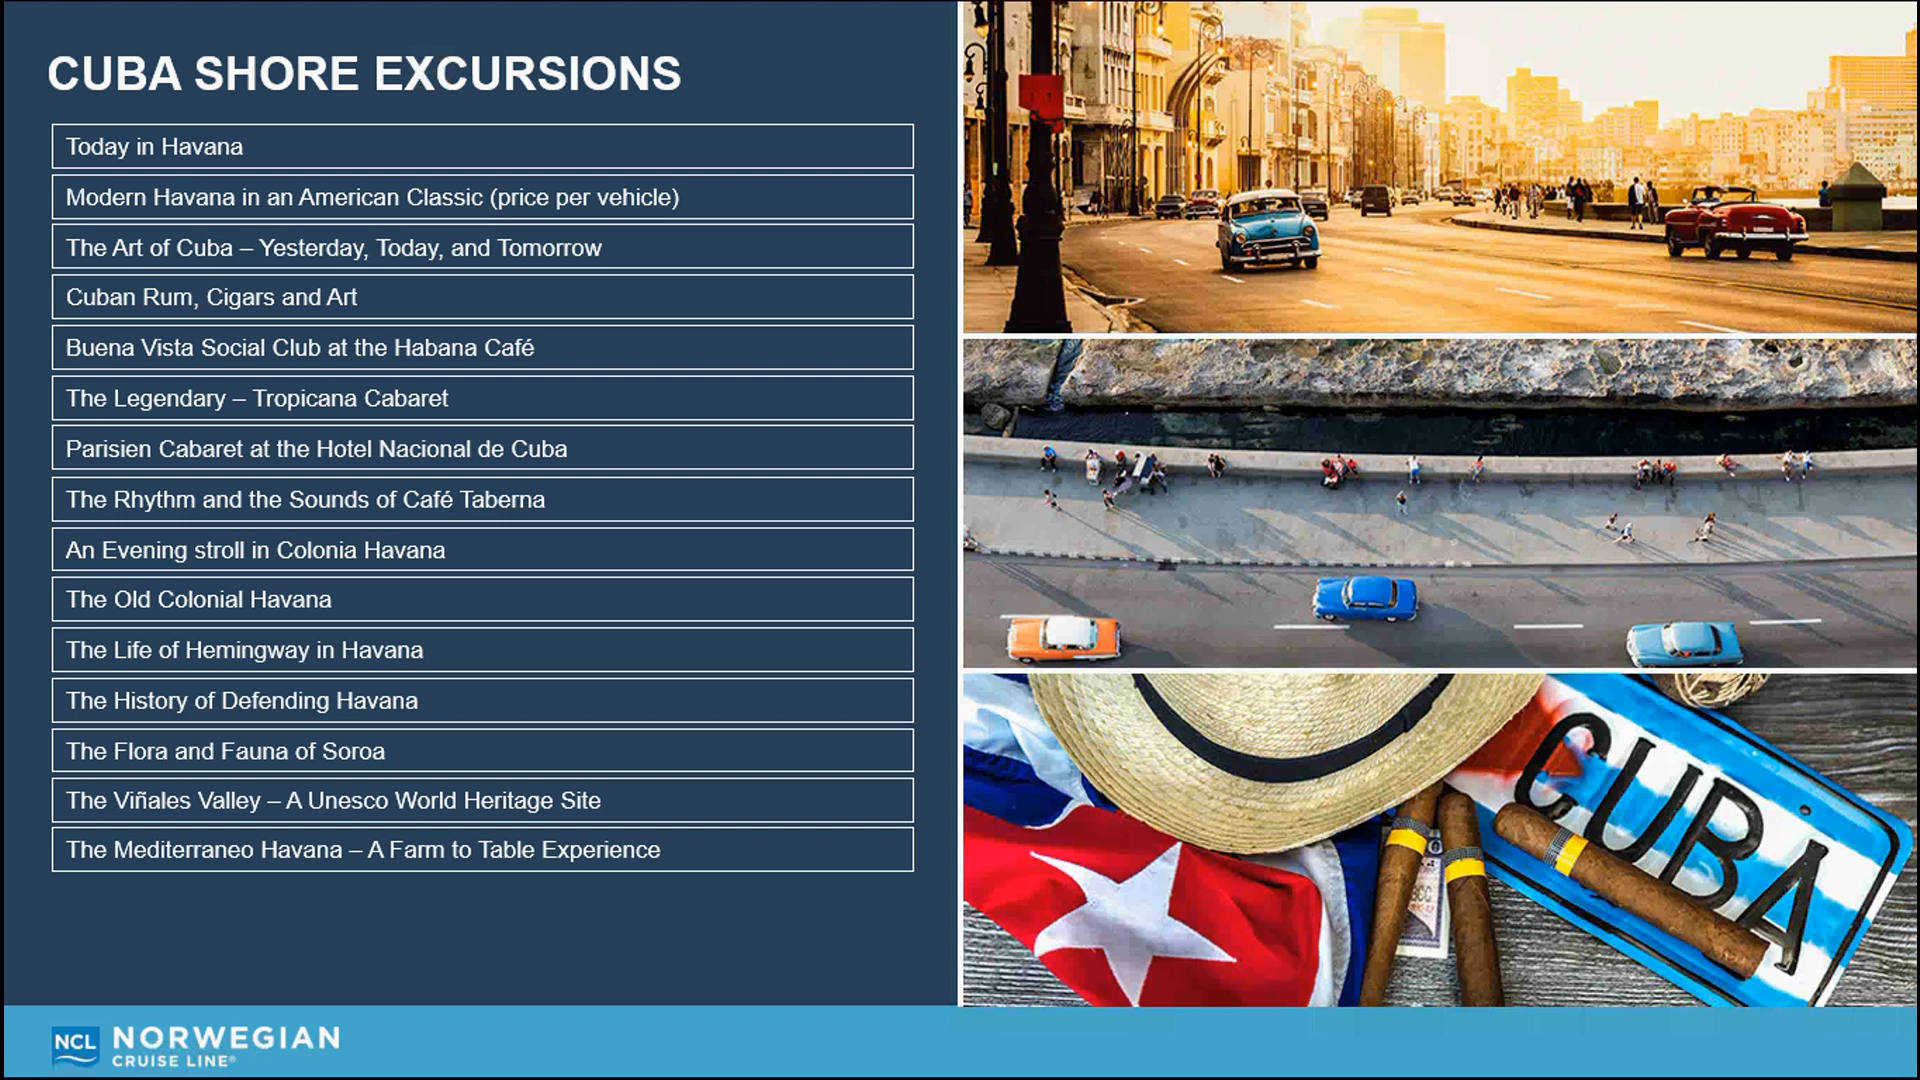 CUBA SHORE EXCURSIONS
Today in Havana
Modern Havana in an American Classic (price per vehicle)
The Art of Cuba – Yesterday, Today, and Tomorrow
Cuban Rum, Cigars and Art
Buena Vista Social Club at the Habana Café
The Legendary – Tropicana Cabaret
Parisien Cabaret at the Hotel Nacional de Cuba
The Rhythm and the Sounds of Café Taberna
An Evening stroll in Colonia Havana
The Old Colonial Havana
The Life of Hemingway in Havana
The History of Defending Havana
The Flora and Fauna of Soroa
The Viñales Valley – A Unesco World Heritage Site
The Mediterraneo Havana – A Farm to Table Experience
CUBA
NCL NORWEGIAN
CRUISE LINE®